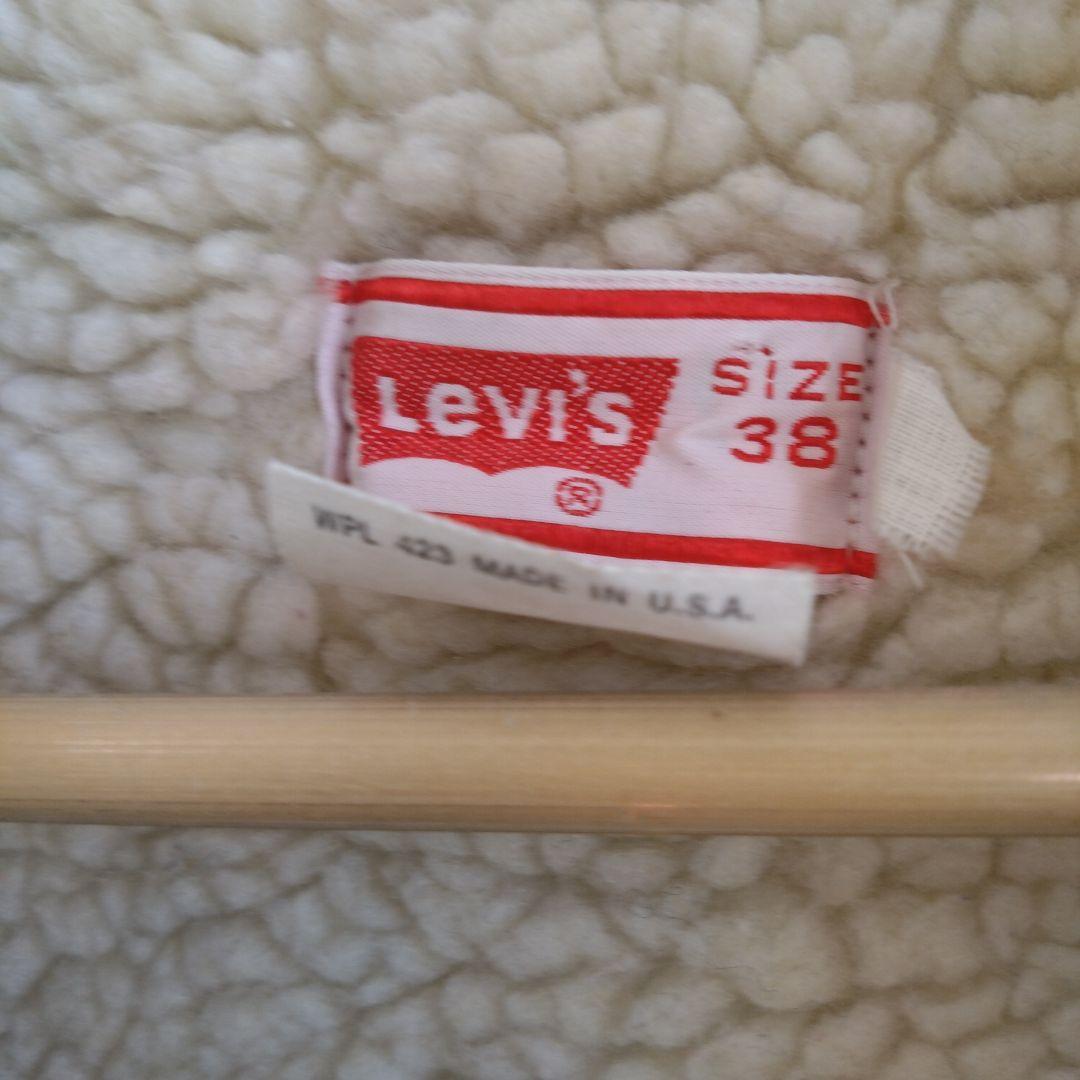 Levi's
®
SIZE
38
WPL 423 MADE IN U.S.A.